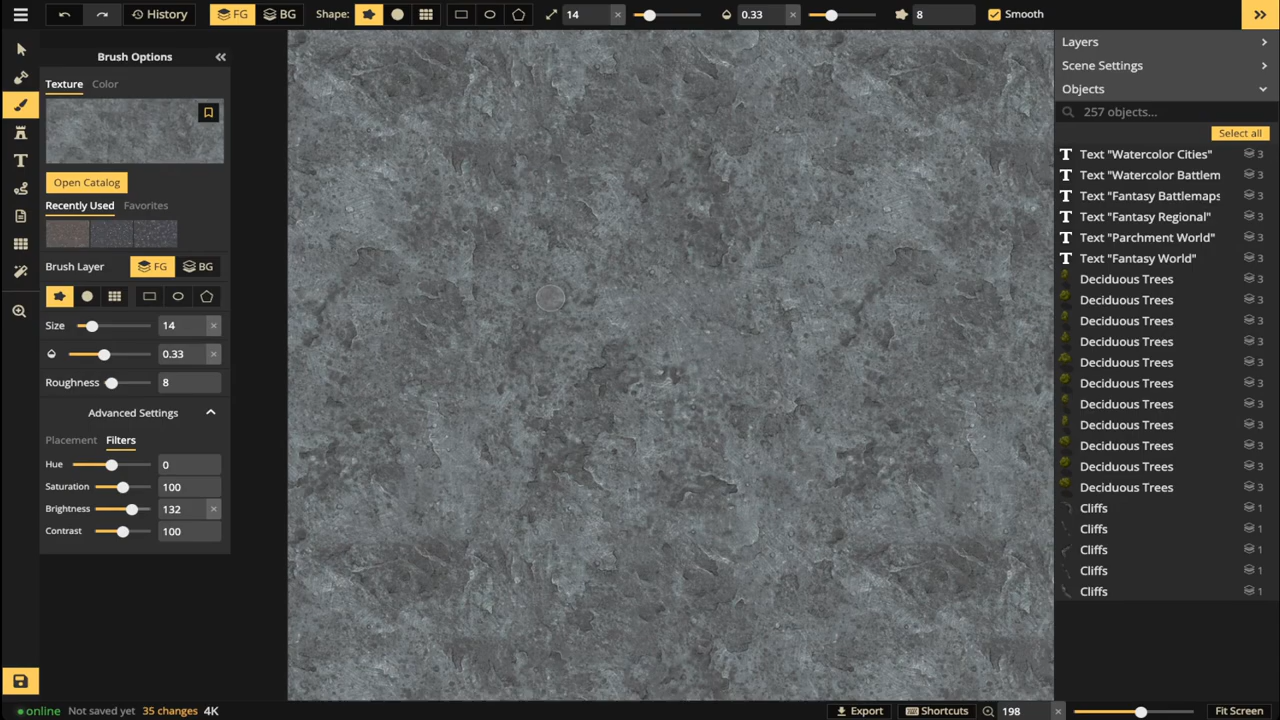 History
FG
BG
Shape:
14
×
0.33
×
8
Smooth
Brush Options
Texture
Color
Open Catalog
Recently Used
Favorites
Brush Layer
FG
BG
Size
14
×
0.33
×
Roughness
8
Advanced Settings
Placement
Filters
Hue
0
Saturation
100
Brightness
132
×
Contrast
100
Layers
Scene Settings
Objects
257 objects...
Select all
Text "Watercolor Cities" 3
Text "Watercolor Battlem 3
Text "Fantasy Battlemaps 3
Text "Fantasy Regional" 3
Text "Parchment World" 3
Text "Fantasy World" 3
Deciduous Trees 3
Deciduous Trees 3
Deciduous Trees 3
Deciduous Trees 3
Deciduous Trees 3
Deciduous Trees 3
Deciduous Trees 3
Deciduous Trees 3
Deciduous Trees 3
Deciduous Trees 3
Deciduous Trees 3
Cliffs 1
Cliffs 1
Cliffs 1
Cliffs 1
Cliffs 1
online Not saved yet 35 changes 4K
Export
Shortcuts
198
×
Fit Screen